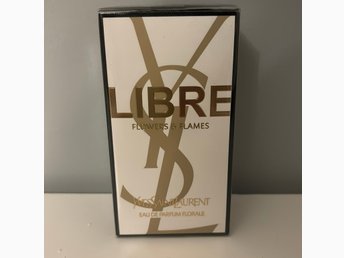 YSL
LIBRE
FLOWERS & FLAMES
YVESSAINTLAURENT
EAU DE PARFUM FLORALE